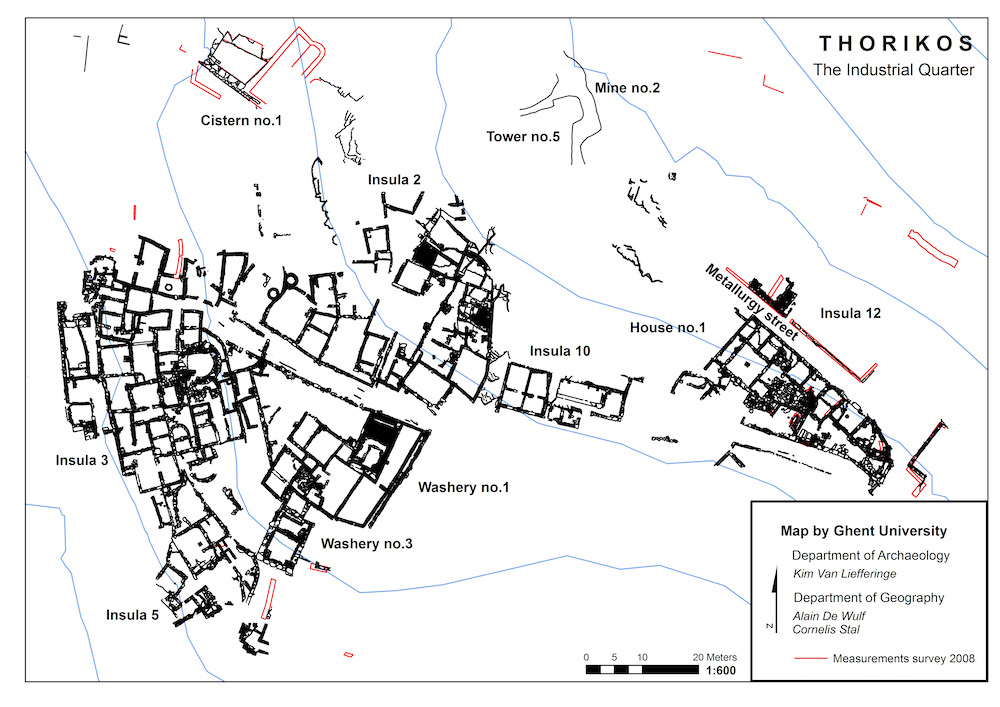 THORIKOS
The Industrial Quarter
Mine no.2
Cistern no.1
Tower no.5
Insula 2
Metallurgy street
Insula 12
House no.1
Insula 10
Insula 3
Washery no.1
Washery no.3
Insula 5
Map by Ghent University
Department of Archaeology
Kim Van Liefferinge
Department of Geography
Alain De Wulf
Cornelis Stal
N
Measurements survey 2008
0 5 10 20 Meters
1:600